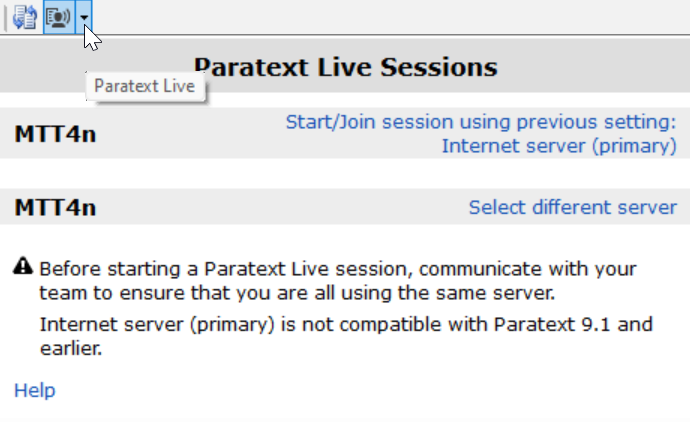 Paratext Live Sessions
Paratext Live
MTT4n
Start/Join session using previous setting:
Internet server (primary)
MTT4n
Select different server
Before starting a Paratext Live session, communicate with your
team to ensure that you are all using the same server.
Internet server (primary) is not compatible with Paratext 9.1 and
earlier.
Help